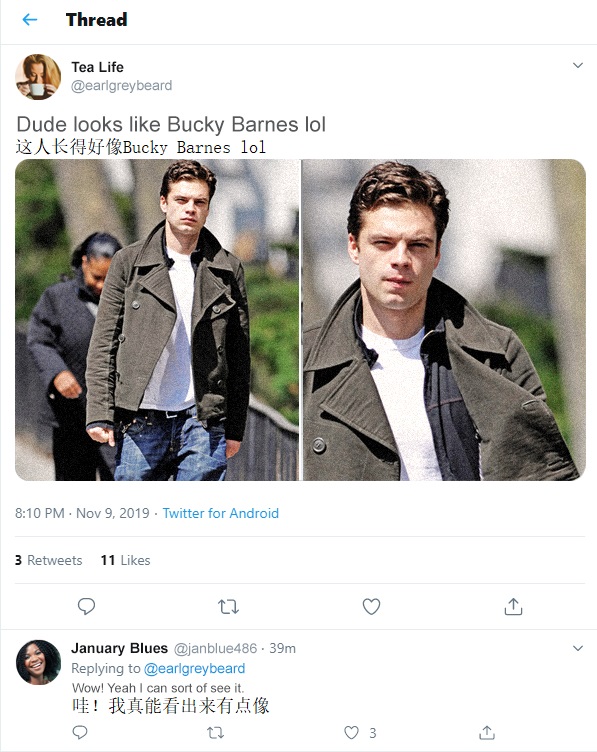 Thread
Tea Life
@earlgreybeard
Dude looks like Bucky Barnes lol
这人长得好像Bucky Barnes lol
8:10 PM · Nov 9, 2019 · Twitter for Android
3 Retweets 11 Likes
January Blues @janblue486 · 39m
Replying to @earlgreybeard
Wow! Yeah I can sort of see it.
哇！我真能看出来有点像
3